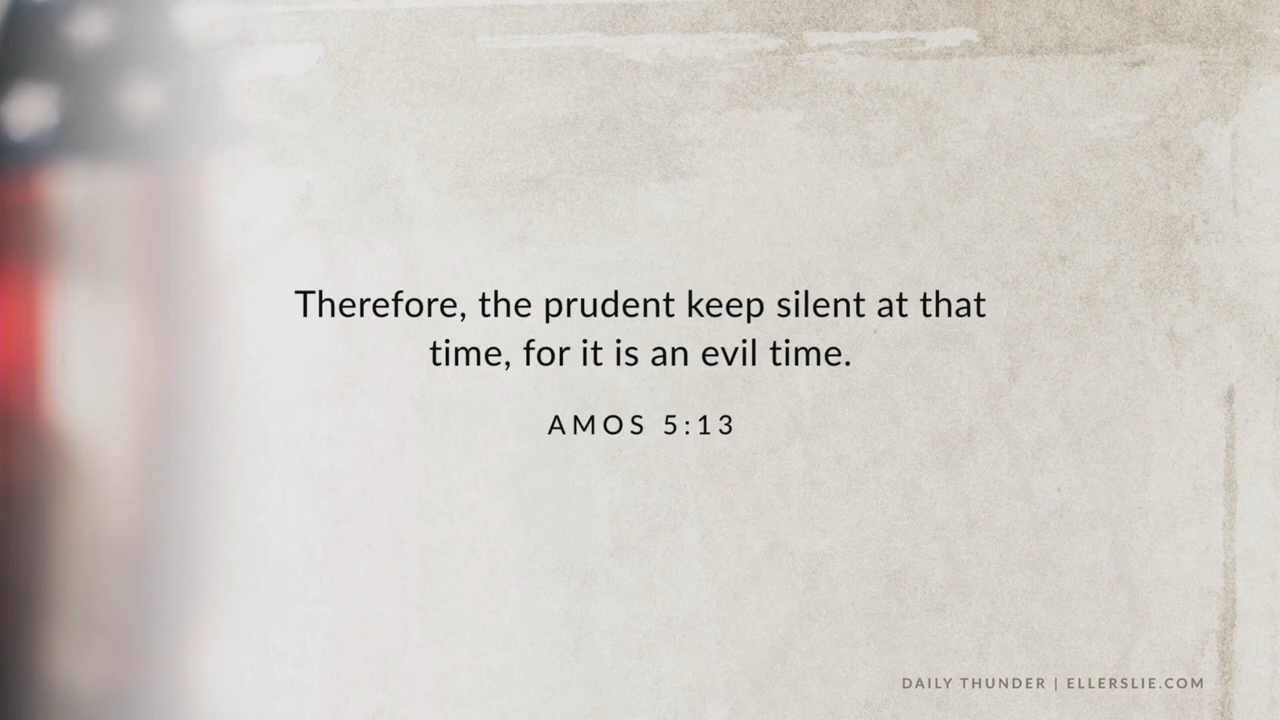 Therefore, the prudent keep silent at that
time, for it is an evil time.
AMOS 5:13
DAILY THUNDER | ELLERSLIE.COM